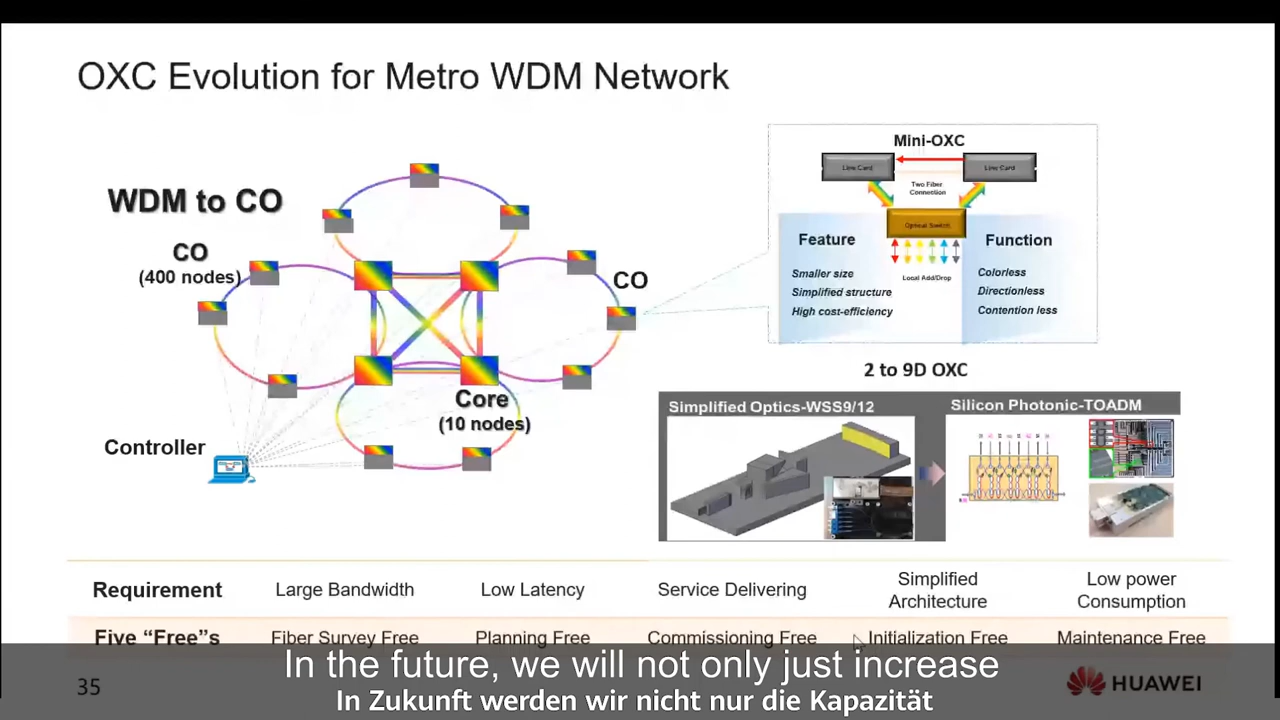 OXC Evolution for Metro WDM Network
WDM to CO
CO
(400 nodes)
CO
Core
(10 nodes)
Controller
Mini-OXC
Line Card
Line Card
Two Fiber
Connection
Optical Switch
Local Add/Drop
Feature
Smaller size
Simplified structure
High cost-efficiency
Function
Colorless
Directionless
Contention less
2 to 9D OXC
Simplified Optics-WSS9/12
Silicon Photonic-TOADM
Requirement Large Bandwidth Low Latency Service Delivering Simplified Architecture Low power Consumption
Five “Free”s Fiber Survey Free Planning Free Commissioning Free Initialization Free Maintenance Free
In the future, we will not only just increase
In Zukunft werden wir nicht nur die Kapazität
35
HUAWEI